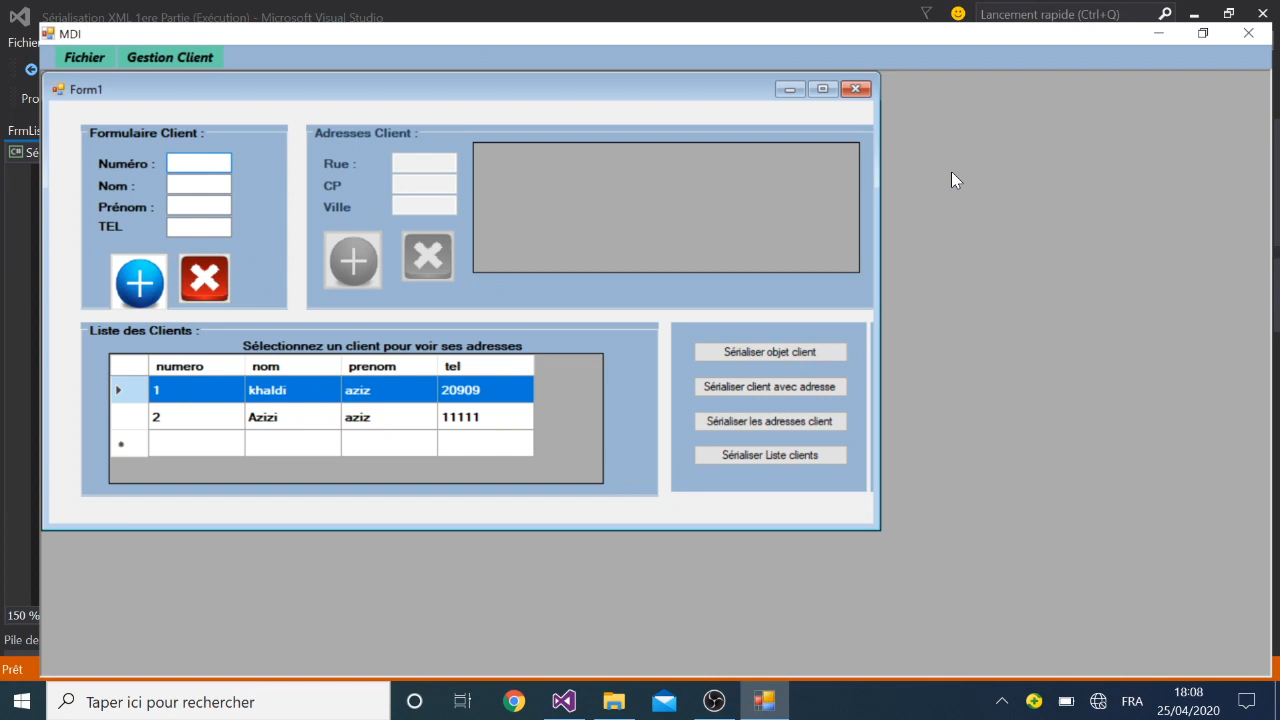 Sérialisation XML 1ere Partie (Exécution) - Microsoft Visual Studio
Lancement rapide (Ctrl+Q)
MDI
Fichier
Fichier Gestion Client
Form1
Pro
FrmLis
Sé
Formulaire Client :
Numéro :
Nom :
Prénom :
TEL
Adresses Client :
Rue :
CP
Ville
Liste des Clients :
Sélectionnez un client pour voir ses adresses
numero nom prenom tel
1 khaldi aziz 20909
2 Azizi aziz 11111
Sérialiser objet client
Sérialiser client avec adresse
Sérialiser les adresses client
Sérialiser Liste clients
150 %
Pile de
Prêt
Taper ici pour rechercher
FRA
18:08
25/04/2020